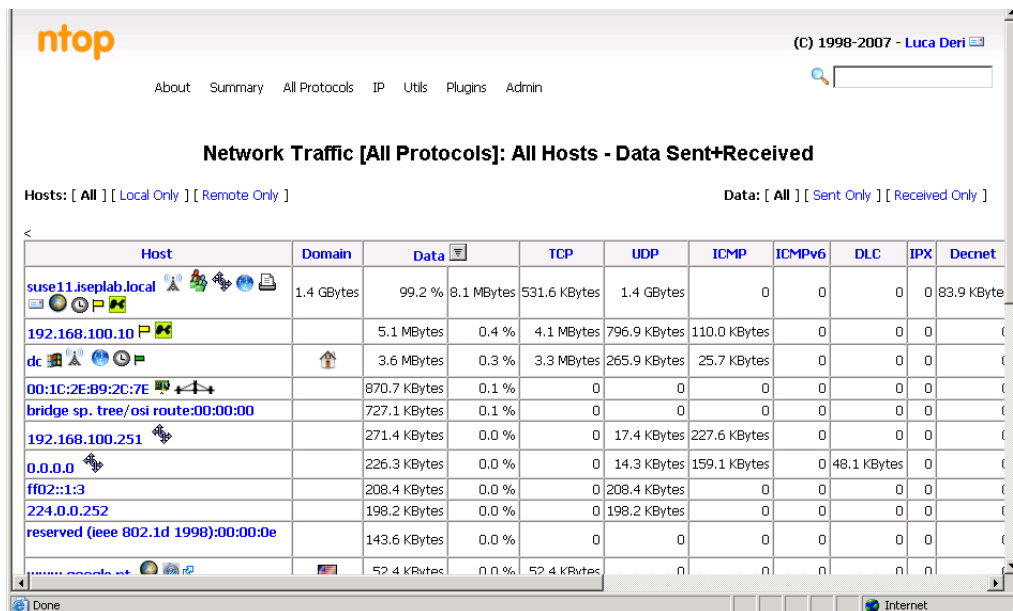 ntop
(C) 1998-2007 - Luca Deri
About Summary All Protocols IP Utils Plugins Admin
Network Traffic [All Protocols]: All Hosts - Data Sent+Received
Hosts: [ All ] [ Local Only ] [ Remote Only ] Data: [ All ] [ Sent Only ] [ Received Only ]
<
Host Domain Data TCP UDP ICMP ICMPv6 DLC IPX Decnet
suse11.iseplab.local 1.4 GBytes 99.2 % 8.1 MBytes 531.6 KBytes 1.4 GBytes 0 0 0 0 83.9 KByte
192.168.100.10 5.1 MBytes 0.4 % 4.1 MBytes 796.9 KBytes 110.0 KBytes 0 0 0
dc 3.6 MBytes 0.3 % 3.3 MBytes 265.9 KBytes 25.7 KBytes 0 0 0
00:1C:2E:B9:2C:7E 870.7 KBytes 0.1 % 0 0 0 0 0 0
bridge sp. tree/osi route:00:00:00 727.1 KBytes 0.1 % 0 0 0 0 0 0
192.168.100.251 271.4 KBytes 0.0 % 0 17.4 KBytes 227.6 KBytes 0 0 0
0.0.0.0 226.3 KBytes 0.0 % 0 14.3 KBytes 159.1 KBytes 0 48.1 KBytes 0
ff02::1:3 208.4 KBytes 0.0 % 0 208.4 KBytes 0 0 0 0
224.0.0.252 198.2 KBytes 0.0 % 0 198.2 KBytes 0 0 0 0
reserved (ieee 802.1d 1998):00:00:0e 143.6 KBytes 0.0 % 0 0 0 0 0 0
www.google.pt 52.4 KBytes 0.0 % 52.4 KBytes 0 0 0 0 0
Done Internet